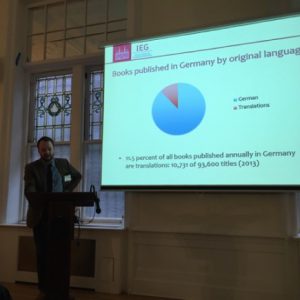 IEG
Books published in Germany by original languag
German
Translations
• 11,5 percent of all books published annually in Germany
are translations: 10,731 of 93,600 titles (2013)